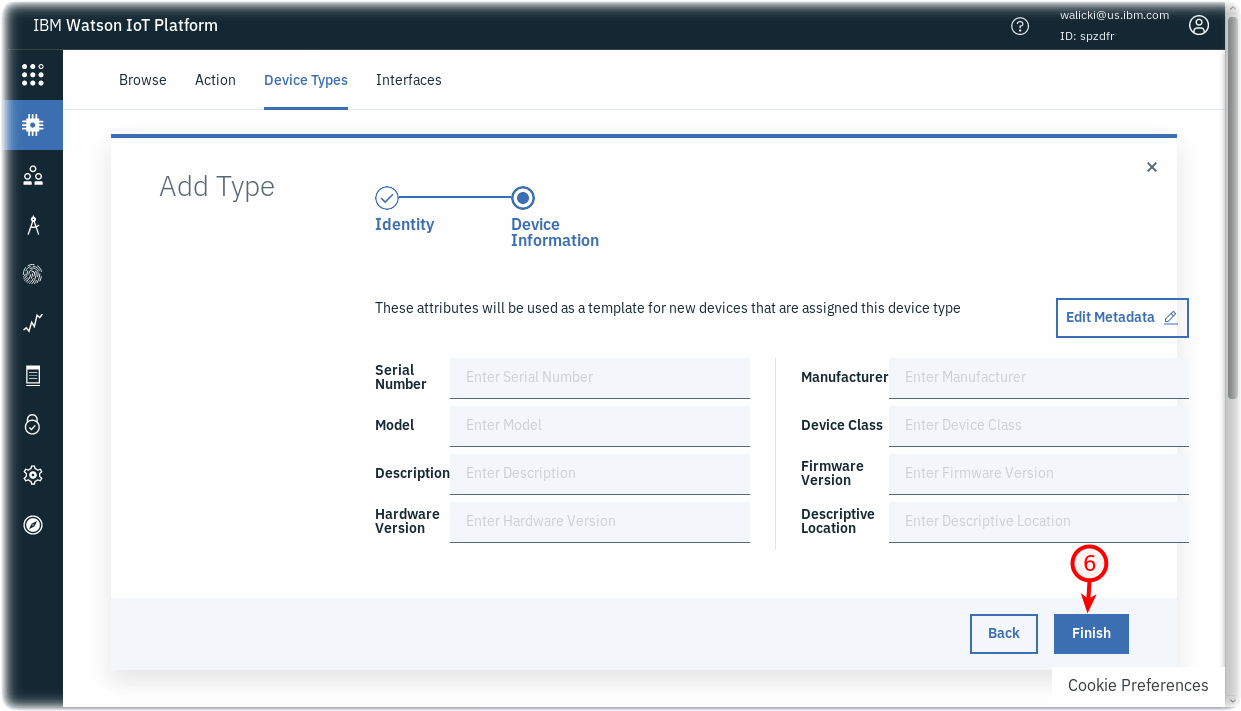 IBM Watson IoT Platform
walicki@us.ibm.com
ID: spzdfr
Browse Action Device Types Interfaces
Add Type
Identity
Device
Information
These attributes will be used as a template for new devices that are assigned this device type
Edit Metadata
Serial
Number
Enter Serial Number
Manufacturer
Enter Manufacturer
Model
Enter Model
Device Class
Enter Device Class
Description
Enter Description
Firmware
Version
Enter Firmware Version
Hardware
Version
Enter Hardware Version
Descriptive
Location
Enter Descriptive Location
6
Back
Finish
Cookie Preferences